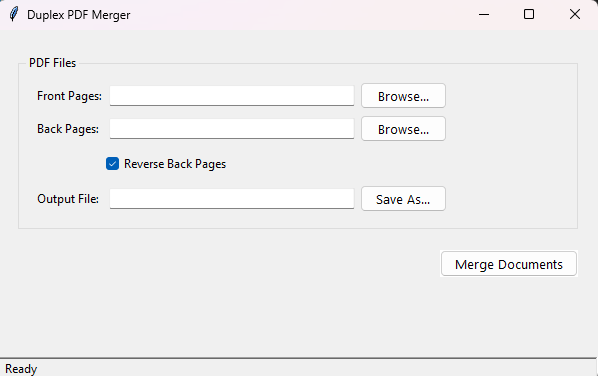 Duplex PDF Merger
PDF Files
Front Pages: Browse...
Back Pages: Browse...
Reverse Back Pages
Output File: Save As...
Merge Documents
Ready